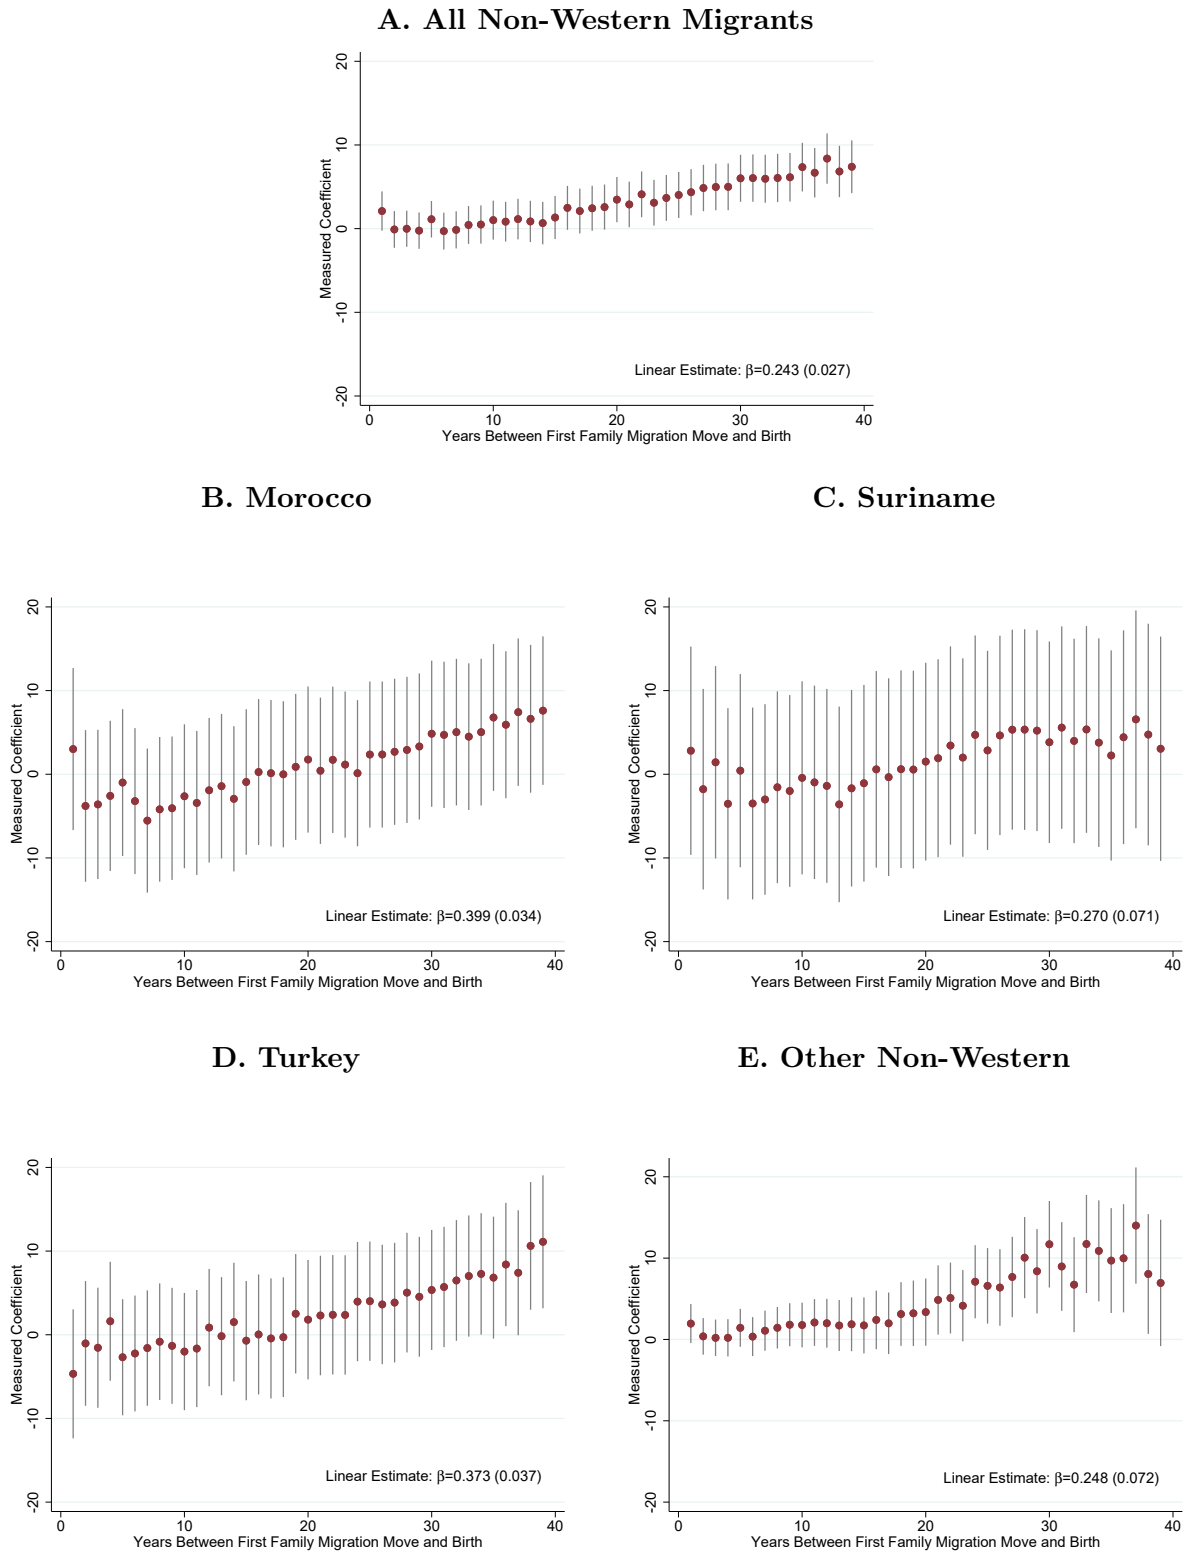 A. All Non-Western Migrants
20
10
0
-10
-20
Measured Coefficient
Linear Estimate: β=0.243 (0.027)
0 10 20 30 40
Years Between First Family Migration Move and Birth
B. Morocco
20
10
0
-10
-20
Measured Coefficient
Linear Estimate: β=0.399 (0.034)
0 10 20 30 40
Years Between First Family Migration Move and Birth
C. Suriname
20
10
0
-10
-20
Measured Coefficient
Linear Estimate: β=0.270 (0.071)
0 10 20 30 40
Years Between First Family Migration Move and Birth
D. Turkey
20
10
0
-10
-20
Measured Coefficient
Linear Estimate: β=0.373 (0.037)
0 10 20 30 40
Years Between First Family Migration Move and Birth
E. Other Non-Western
20
10
0
-10
-20
Measured Coefficient
Linear Estimate: β=0.248 (0.072)
0 10 20 30 40
Years Between First Family Migration Move and Birth